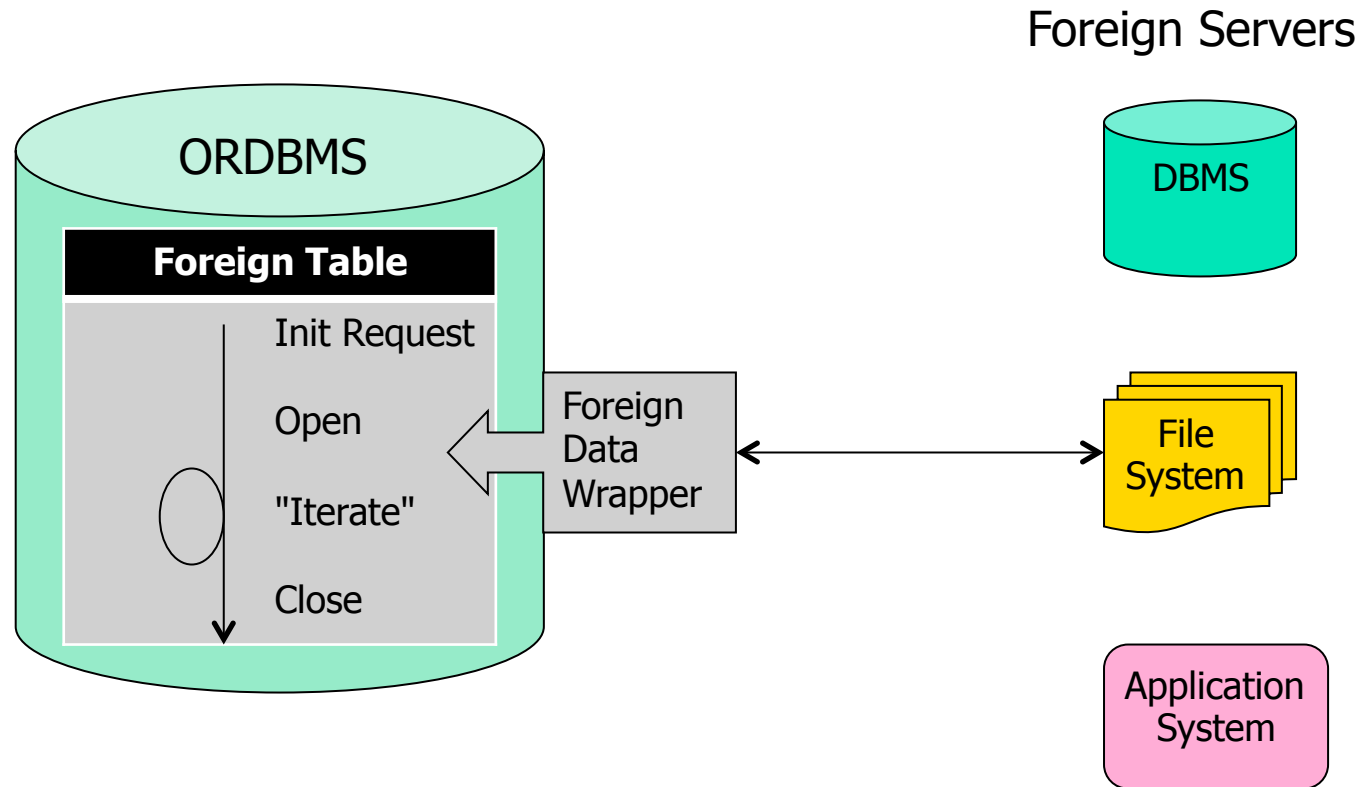 Foreign Servers
ORDBMS
Foreign Table
Init Request
Open
"Iterate"
Close
Foreign
Data
Wrapper
DBMS
File
System
Application
System